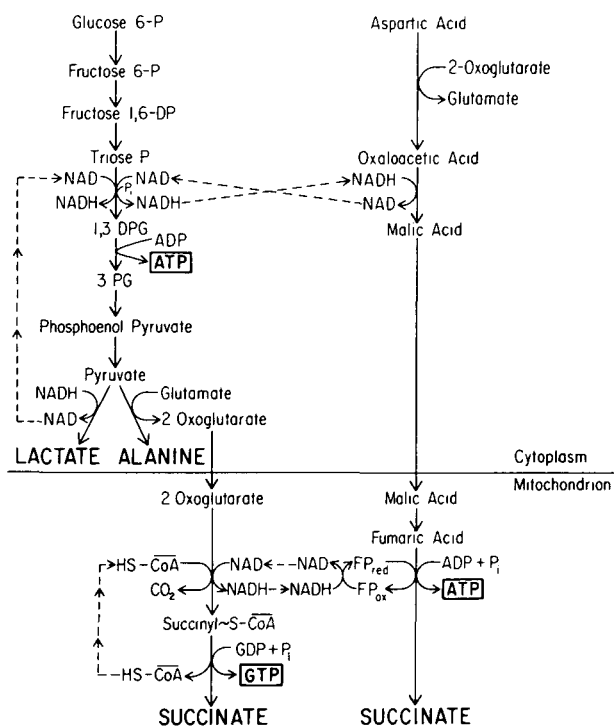 Glucose 6-P
Fructose 6-P
Fructose 1,6-DP
Triose P
NAD NAD
Pi
NADH NADH
1,3 DPG
ADP
ATP
3 PG
Phosphoenol Pyruvate
Pyruvate
NADH Glutamate
NAD 2 Oxoglutarate
LACTATE ALANINE
Aspartic Acid
2-Oxoglutarate
Glutamate
Oxaloacetic Acid
NADH
NAD
Malic Acid
Cytoplasm
Mitochondrion
2 Oxoglutarate Malic Acid
Fumaric Acid
HS-CoA NAD NAD FPred ADP + Pi
CO2 NADH NADH FPox ATP
Succinyl~S-CoA
GDP + Pi
HS-CoA GTP
SUCCINATE SUCCINATE